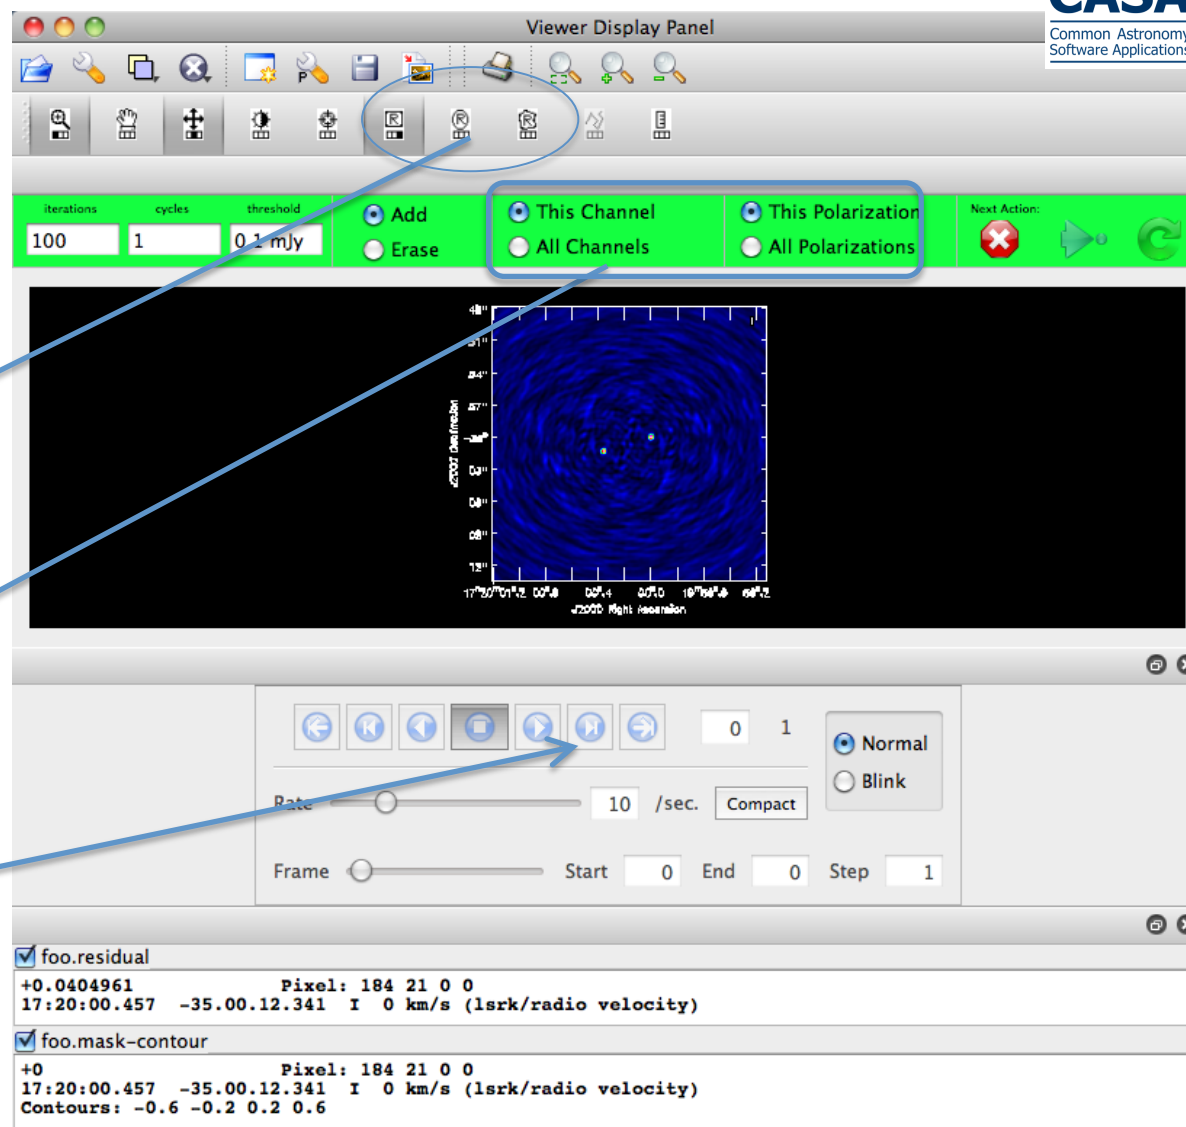 CASA
Viewer Display Panel
Common Astronomy
Software Applications
P
R R R
iterations cycles threshold
100 1 0.1 mJy
Add
Erase
This Channel
All Channels
This Polarization
All Polarizations
Next Action:
J2000 Declination
J2000 Right Ascension
0 1
Normal
Blink
Rate 10 /sec. Compact
Frame Start 0 End 0 Step 1
foo.residual
+0.0404961 Pixel: 184 21 0 0
17:20:00.457 -35.00.12.341 I 0 km/s (lsrk/radio velocity)
foo.mask-contour
+0 Pixel: 184 21 0 0
17:20:00.457 -35.00.12.341 I 0 km/s (lsrk/radio velocity)
Contours: -0.6 -0.2 0.2 0.6